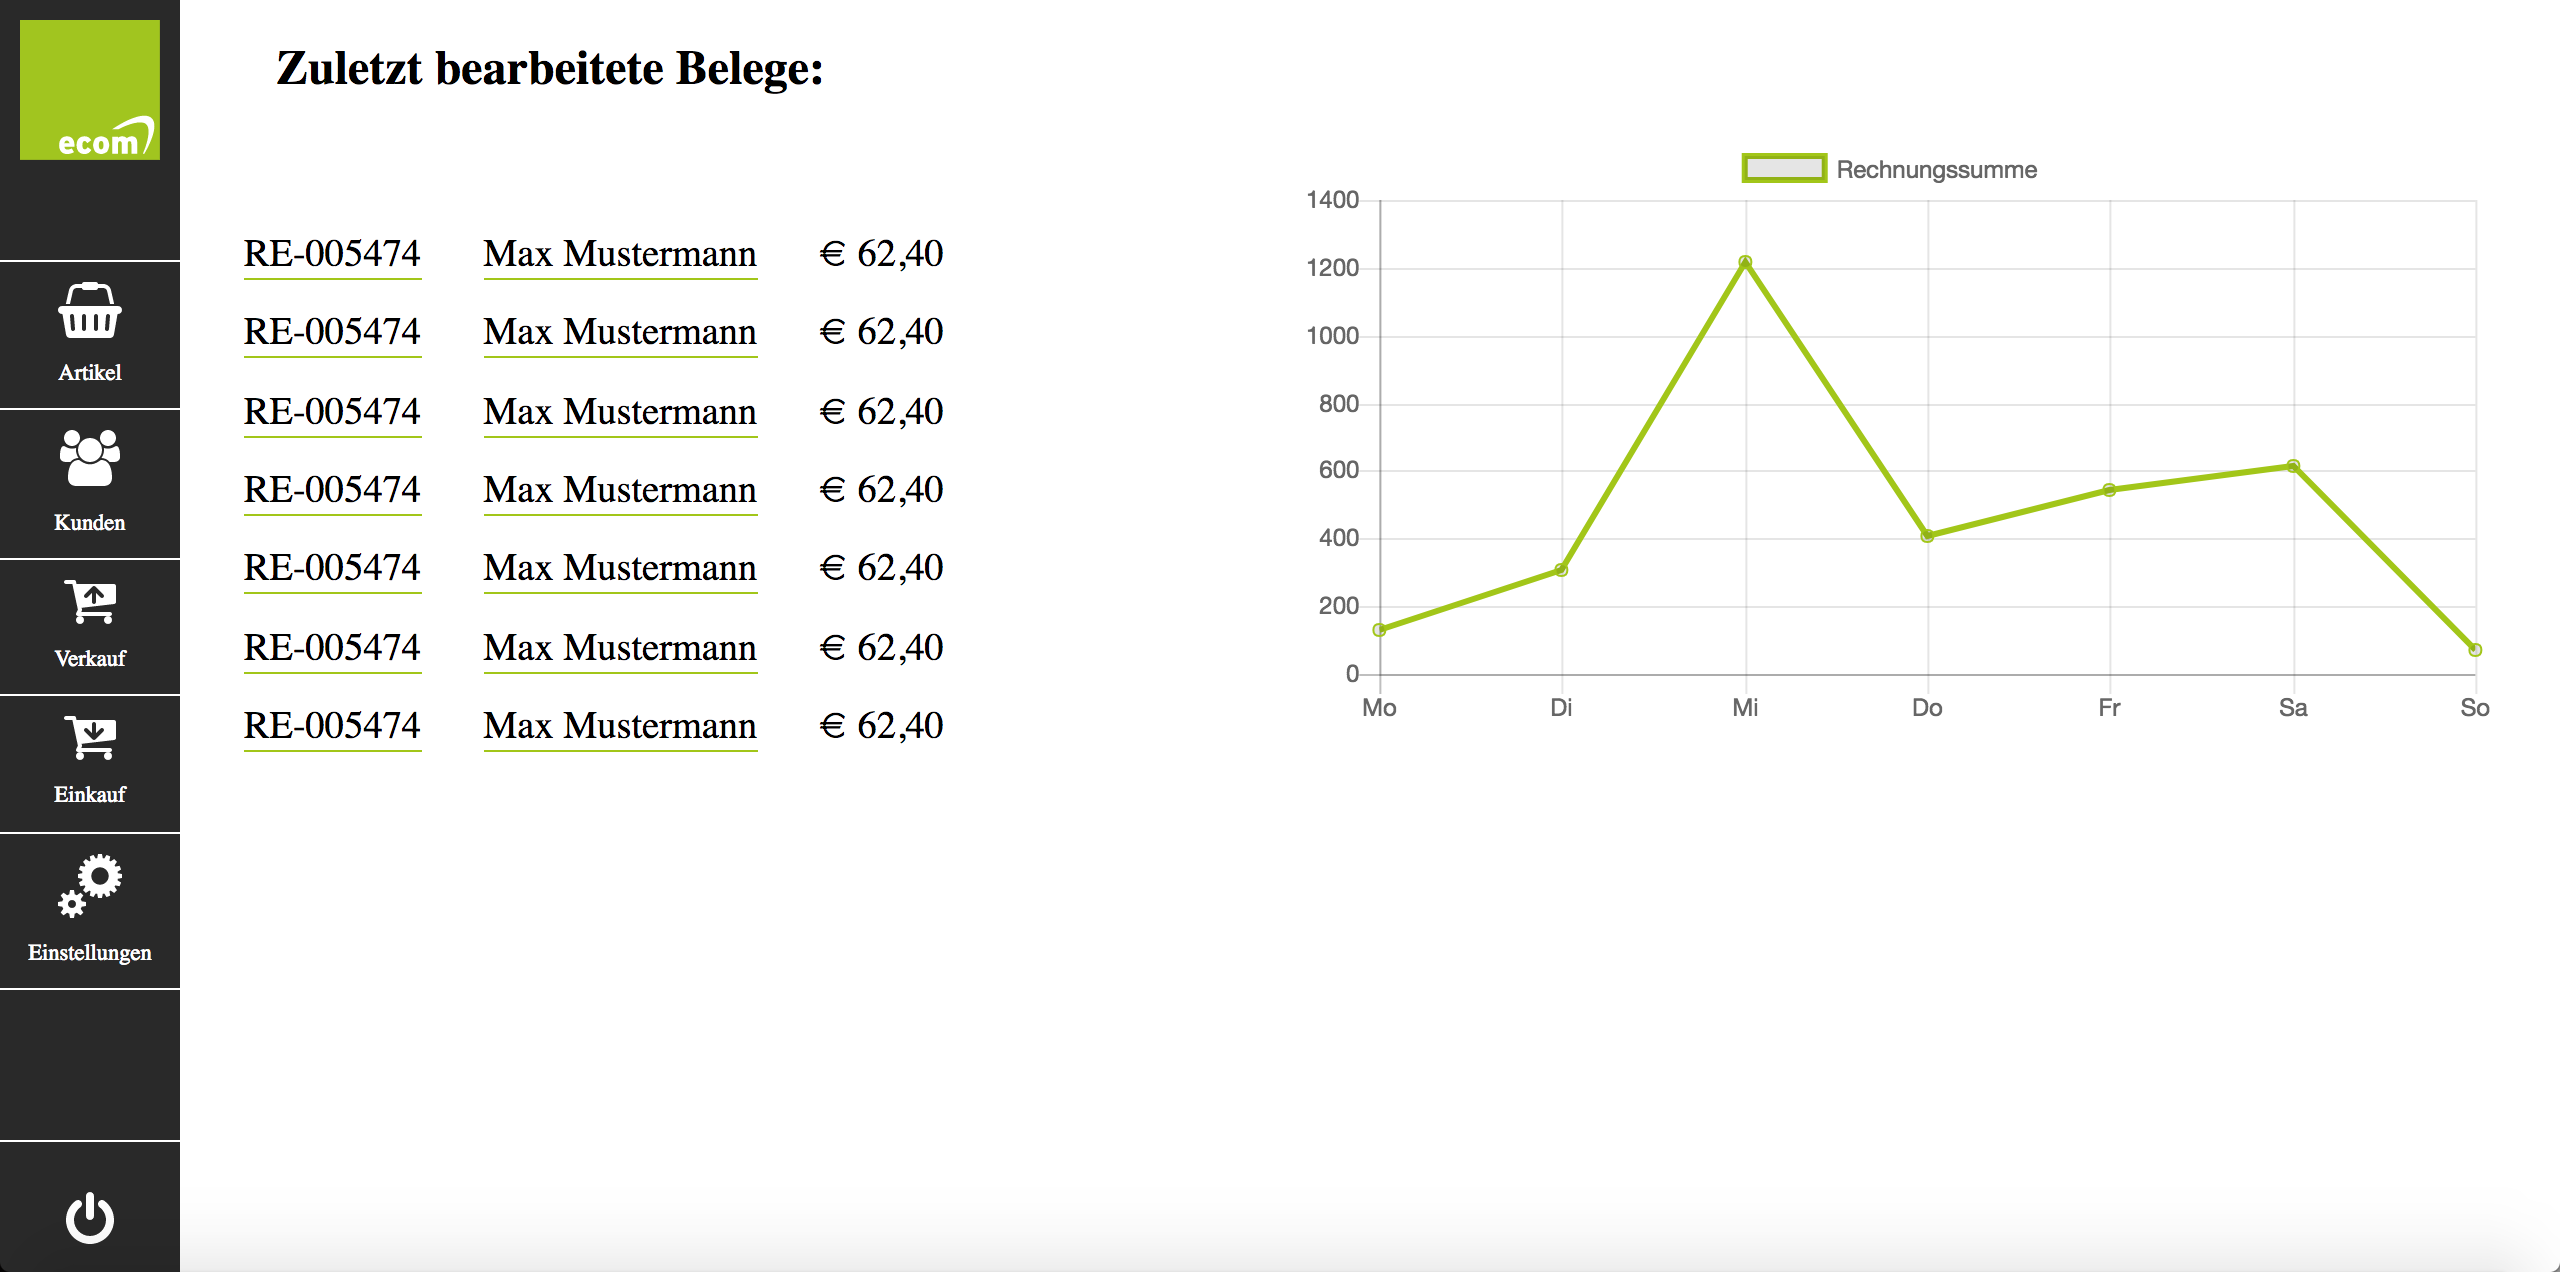 ecom
Artikel
Kunden
Verkauf
Einkauf
Einstellungen
Zuletzt bearbeitete Belege:
RE-005474 Max Mustermann € 62,40
RE-005474 Max Mustermann € 62,40
RE-005474 Max Mustermann € 62,40
RE-005474 Max Mustermann € 62,40
RE-005474 Max Mustermann € 62,40
RE-005474 Max Mustermann € 62,40
RE-005474 Max Mustermann € 62,40
Rechnungssumme
1400
1200
1000
800
600
400
200
0
Mo Di Mi Do Fr Sa So